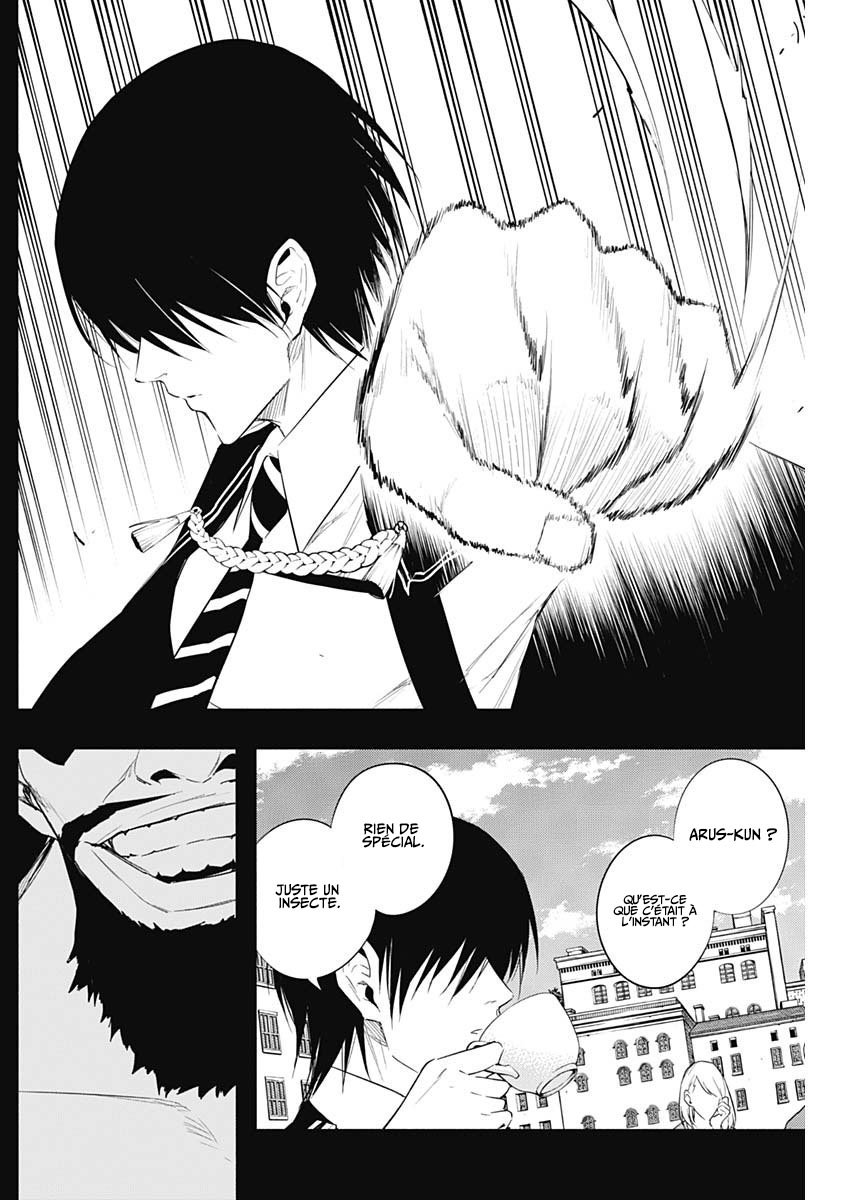 ARUS-KUN ?
QU'EST-CE
QUE C'ÉTAIT À
L'INSTANT ?
RIEN DE
SPÉCIAL.
JUSTE UN
INSECTE.